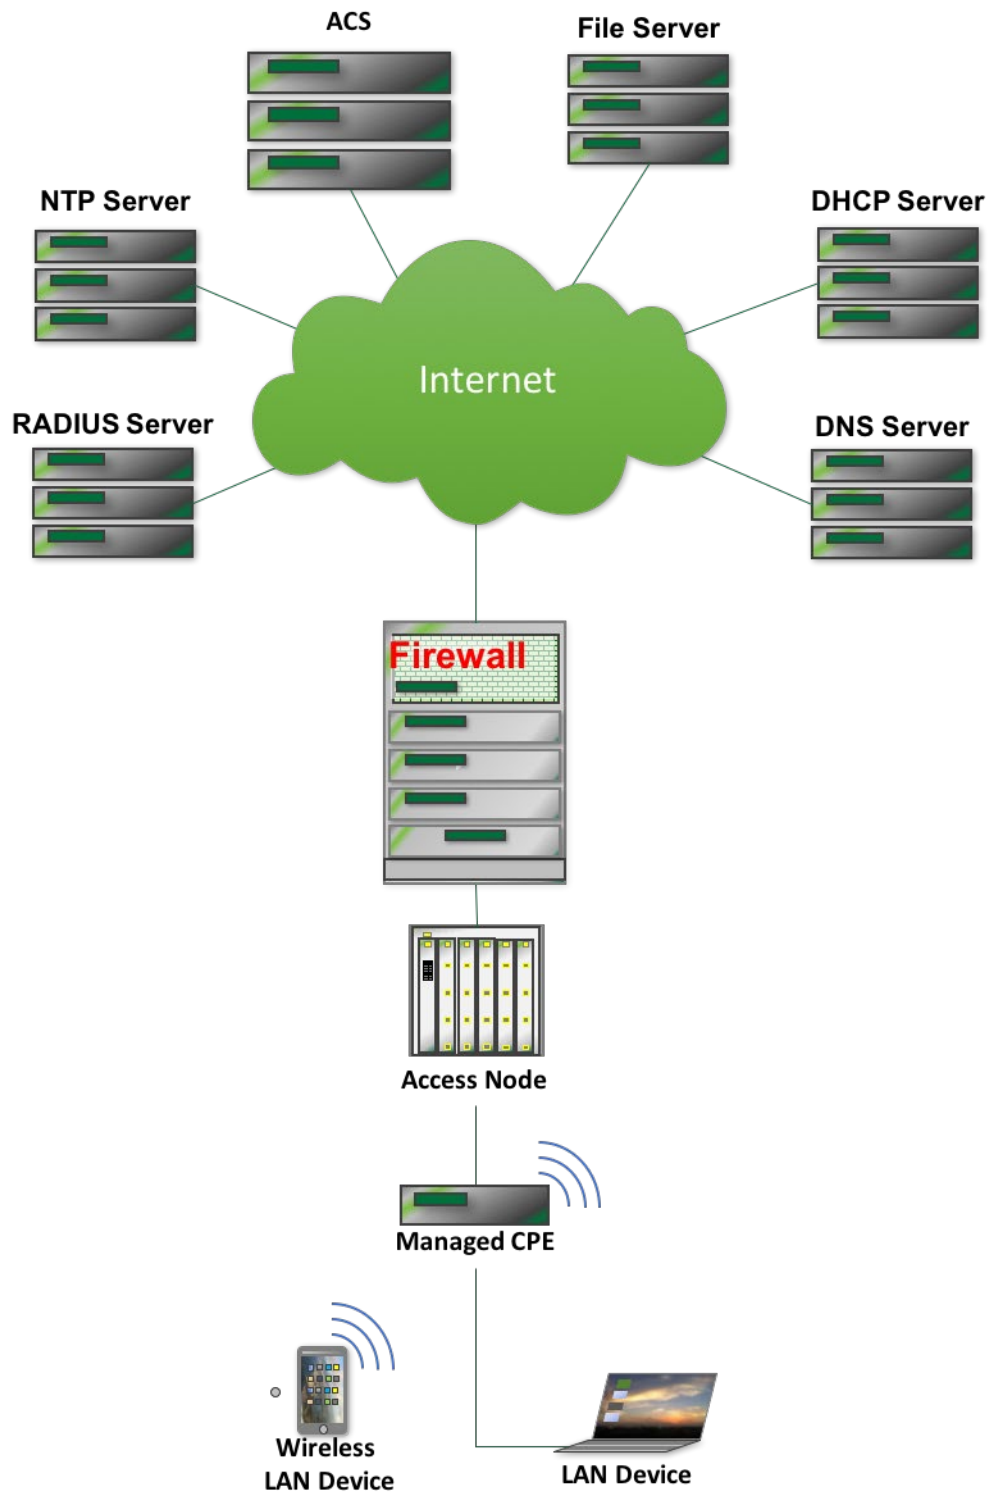 ACS
File Server
NTP Server
DHCP Server
Internet
RADIUS Server
DNS Server
Firewall
Access Node
Managed CPE
Wireless
LAN Device
LAN Device